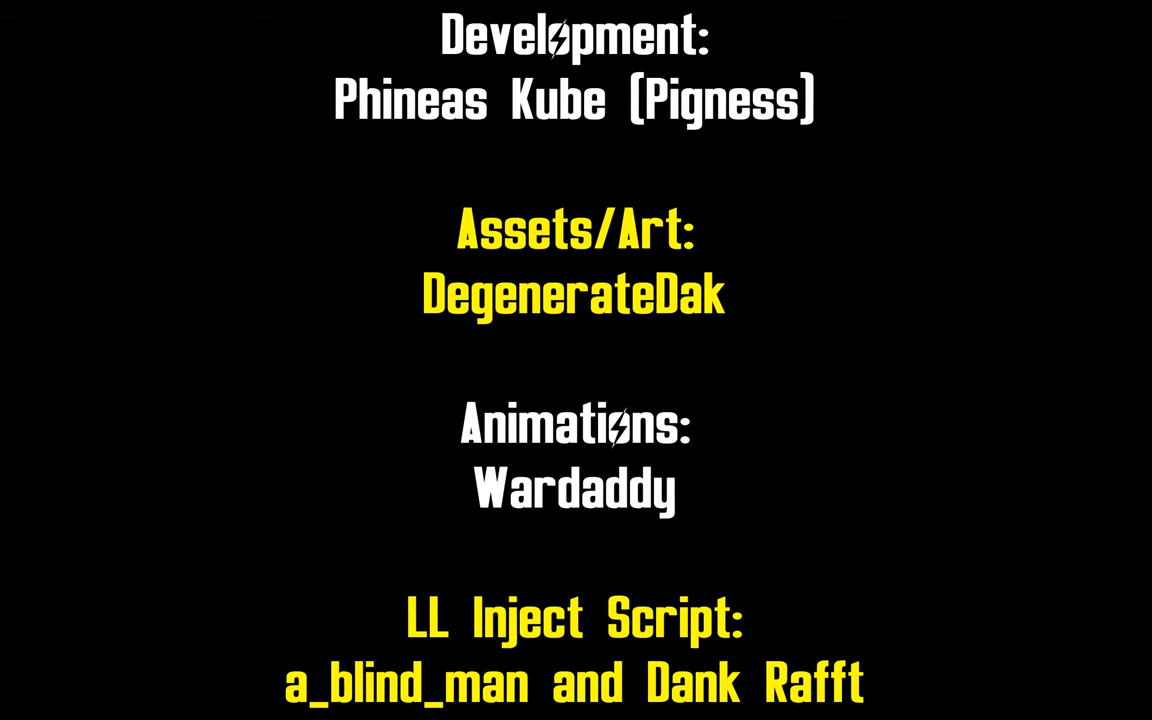 Development:
Phineas Kube (Pigness)
Assets/Art:
DegenerateDak
Animations:
Wardaddy
LL Inject Script:
a_blind_man and Dank Rafft